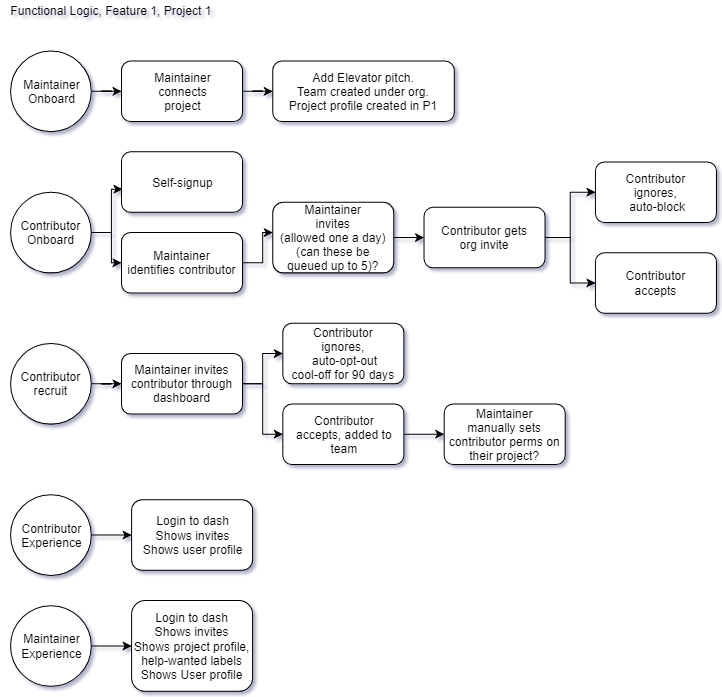 Functional Logic, Feature 1, Project 1
Maintainer
Onboard
Maintainer
connects
project
Add Elevator pitch.
Team created under org.
Project profile created in P1
Contributor
Onboard
Self-signup
Maintainer
identifies contributor
Maintainer
invites
(allowed one a day)
(can these be
queued up to 5)?
Contributor gets
org invite
Contributor
ignores,
auto-block
Contributor
accepts
Contributor
recruit
Maintainer invites
contributor through
dashboard
Contributor
ignores,
auto-opt-out
cool-off for 90 days
Contributor
accepts, added to
team
Maintainer
manually sets
contributor perms on
their project?
Contributor
Experience
Login to dash
Shows invites
Shows user profile
Maintainer
Experience
Login to dash
Shows invites
Shows project profile,
help-wanted labels
Shows User profile